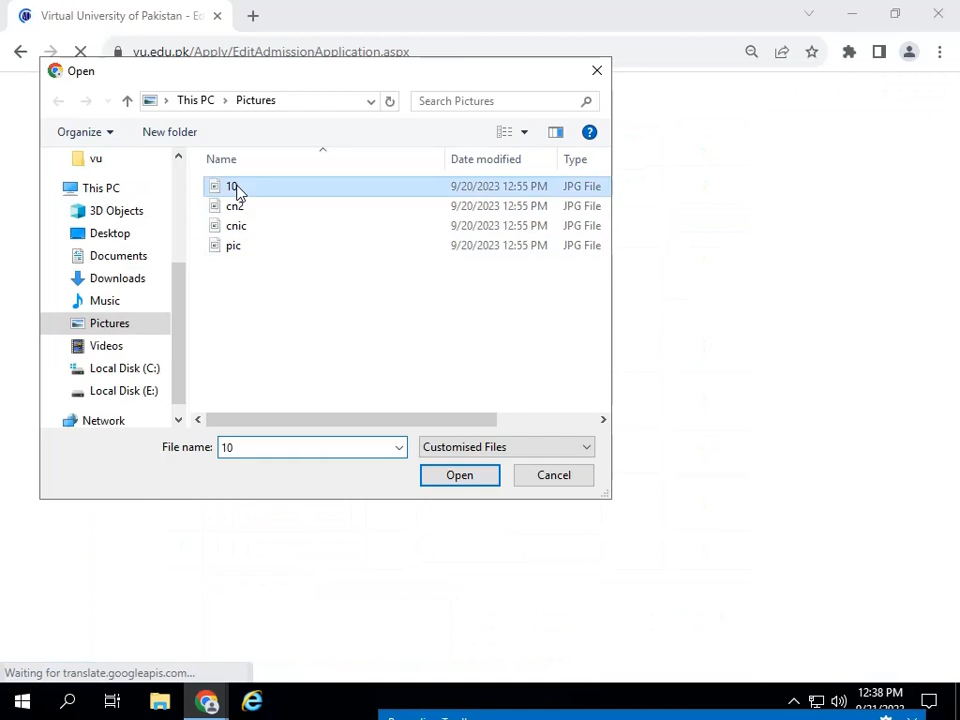 Virtual University of Pakistan - Ed
vu.edu.pk/Apply/EditAdmissionApplication.aspx
Open
This PC > Pictures
Search Pictures
Organize
New folder
Name
Date modified
Type
vu
This PC
3D Objects
Desktop
Documents
Downloads
Music
Pictures
Videos
Local Disk (C:)
Local Disk (E:)
Network
10
9/20/2023 12:55 PM
JPG File
cn2
9/20/2023 12:55 PM
JPG File
cnic
9/20/2023 12:55 PM
JPG File
pic
9/20/2023 12:55 PM
JPG File
File name:
10
Customised Files
Open
Cancel
Waiting for translate.googleapis.com...
12:38 PM